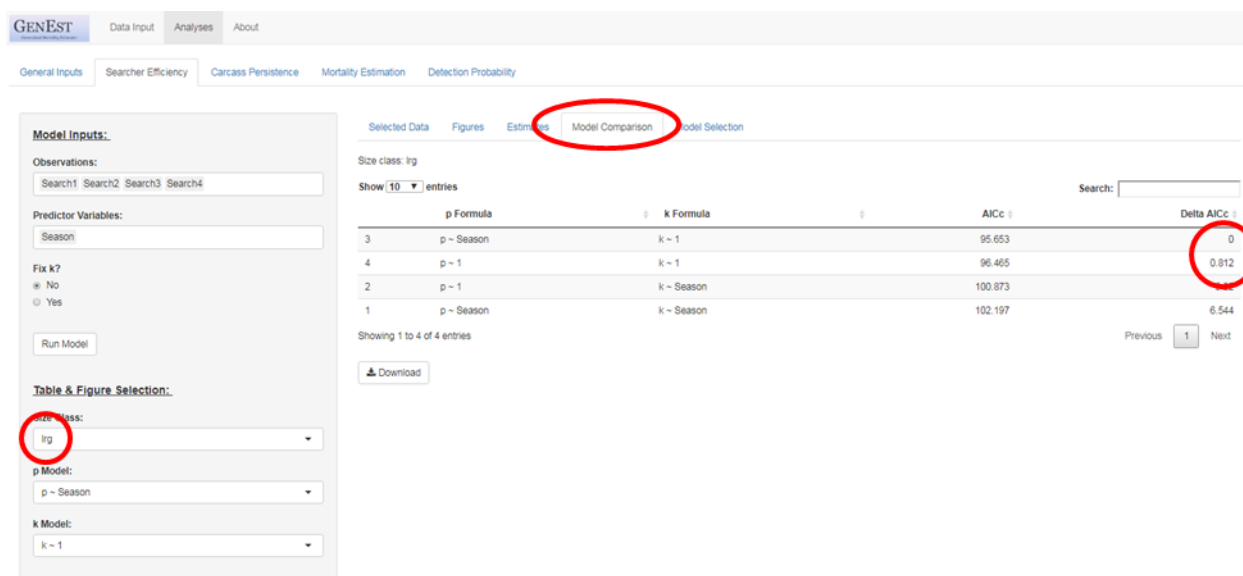 GENEST Data Input Analyses About
General Inputs Searcher Efficiency Carcass Persistence Mortality Estimation Detection Probability
Model Inputs:
Observations:
Search1 Search2 Search3 Search4
Predictor Variables:
Season
Fix k?
No
Yes
Run Model
Table & Figure Selection:
Size Class:
lrg
p Model:
p ~ Season
k Model:
k ~ 1
Selected Data Figures Estimates Model Comparison Model Selection
Size class: lrg
Show 10 entries Search:
p Formula k Formula AICc Delta AICc
3 p ~ Season k ~ 1 95.653 0
4 p ~ 1 k ~ 1 96.465 0.812
2 p ~ 1 k ~ Season 100.873
1 p ~ Season k ~ Season 102.197 6.544
Showing 1 to 4 of 4 entries Previous 1 Next
Download